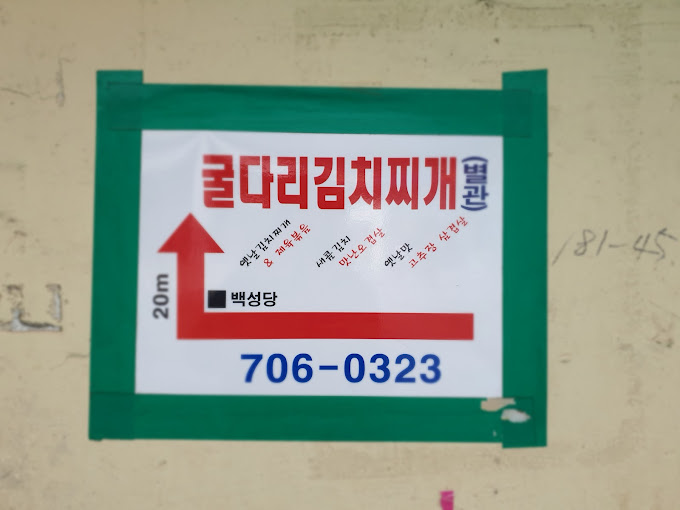 굴다리김치찌개(별관)
옛날김치찌개
& 제육볶음
새콤김치
맛난오겹살
옛날맛
고추장 삼겹살
20m
백성당
706-0323
181-45